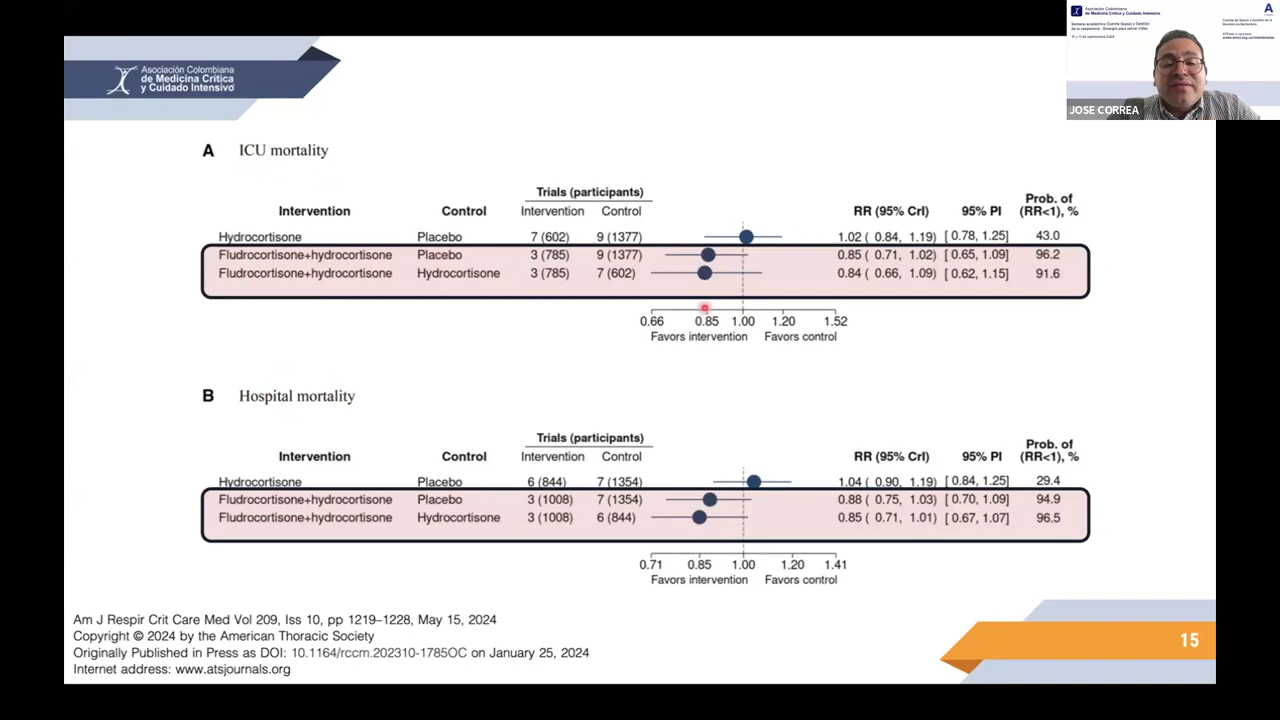 Asociación Colombiana
de Medicina Crítica
y Cuidado Intensivo
Asociación Colombiana
de Medicina Crítica y Cuidado Intensivo
JOSE CORREA
A ICU mortality
Trials (participants)
Intervention Control Intervention Control RR (95% CrI) 95% PI Prob. of (RR<1), %
Hydrocortisone Placebo 7 (602) 9 (1377) 1.02 ( 0.84, 1.19) [ 0.78, 1.25] 43.0
Fludrocortisone+hydrocortisone Placebo 3 (785) 9 (1377) 0.85 ( 0.71, 1.02) [ 0.65, 1.09] 96.2
Fludrocortisone+hydrocortisone Hydrocortisone 3 (785) 7 (602) 0.84 ( 0.66, 1.09) [ 0.62, 1.15] 91.6
0.66 0.85 1.00 1.20 1.52
Favors intervention Favors control
B Hospital mortality
Trials (participants)
Intervention Control Intervention Control RR (95% CrI) 95% PI Prob. of (RR<1), %
Hydrocortisone Placebo 6 (844) 7 (1354) 1.04 ( 0.90, 1.19) [ 0.84, 1.25] 29.4
Fludrocortisone+hydrocortisone Placebo 3 (1008) 7 (1354) 0.88 ( 0.75, 1.03) [ 0.70, 1.09] 94.9
Fludrocortisone+hydrocortisone Hydrocortisone 3 (1008) 6 (844) 0.85 ( 0.71, 1.01) [ 0.67, 1.07] 96.5
0.71 0.85 1.00 1.20 1.41
Favors intervention Favors control
Am J Respir Crit Care Med Vol 209, Iss 10, pp 1219–1228, May 15, 2024
Copyright © 2024 by the American Thoracic Society
Originally Published in Press as DOI: 10.1164/rccm.202310-1785OC on January 25, 2024
Internet address: www.atsjournals.org
15